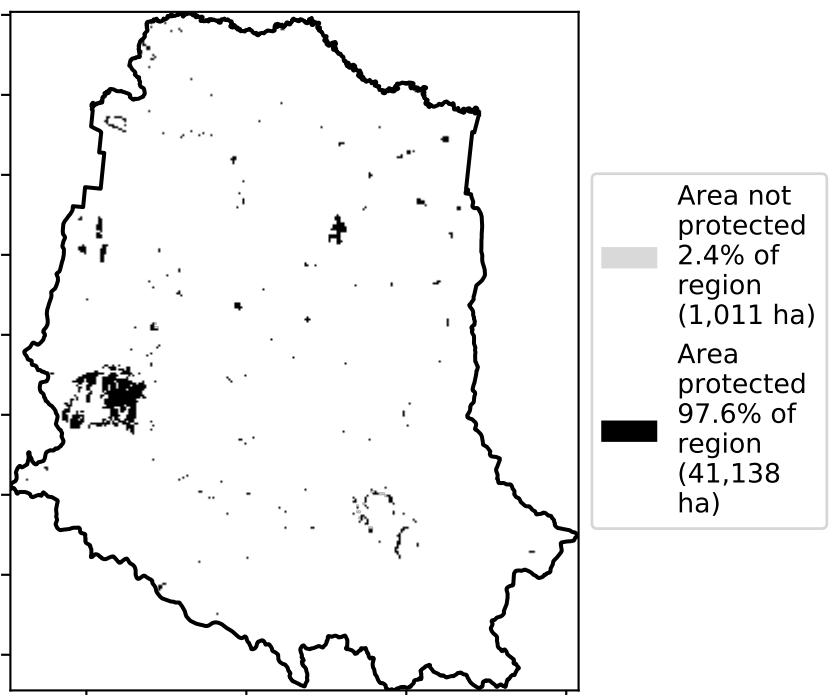 Area not
protected
2.4% of
region
(1,011 ha)
Area
protected
97.6% of
region
(41,138
ha)